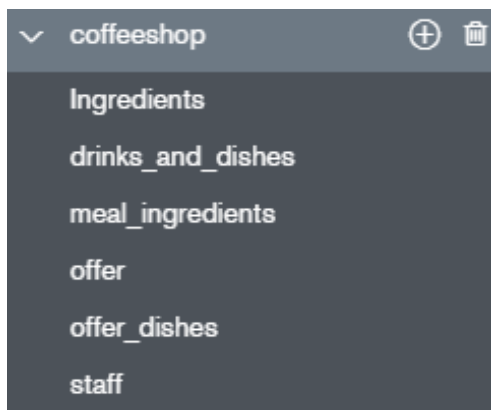 coffeeshop
Ingredients
drinks_and_dishes
meal_ingredients
offer
offer_dishes
staff